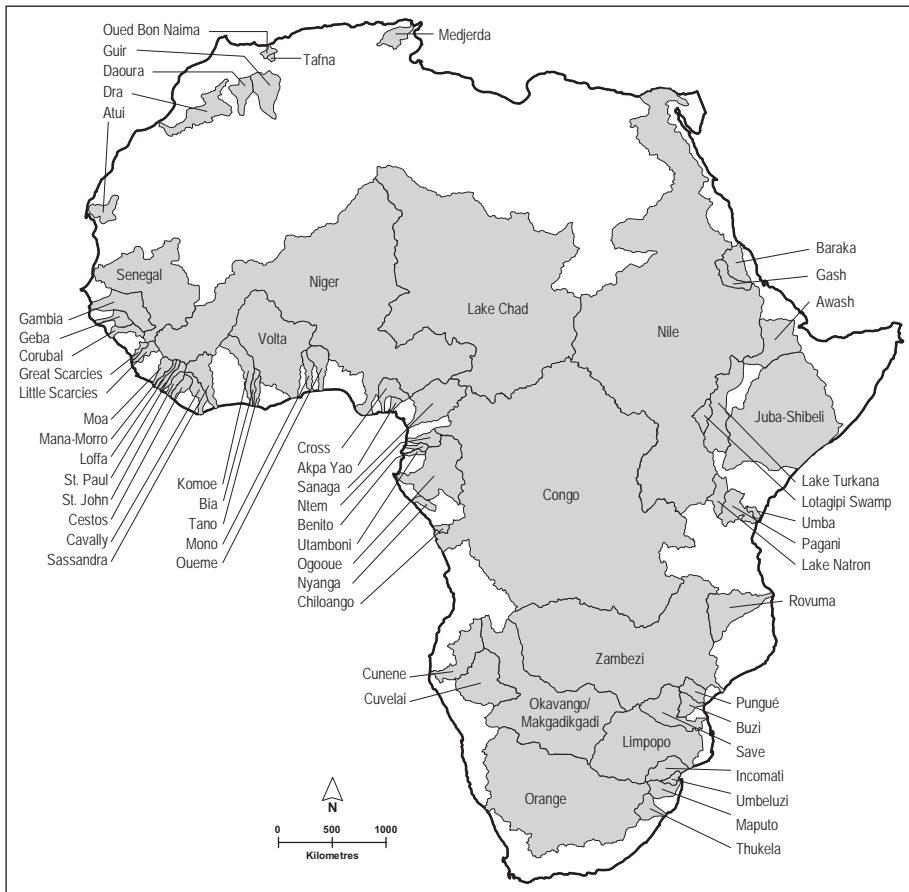 Oued Bon Naima
Guir
Daoura
Dra
Atui
Tafna
Medjerda
Senegal
Gambia
Geba
Corubal
Great Scarcies
Little Scarcies
Moa
Mana-Morro
Loffa
St. Paul
St. John
Cestos
Cavally
Sassandra
Niger
Volta
Komoe
Bia
Tano
Mono
Oueme
Lake Chad
Cross
Akpa Yao
Sanaga
Ntem
Benito
Utamboni
Ogooue
Nyanga
Chiloango
Nile
Baraka
Gash
Awash
Juba-Shibeli
Lake Turkana
Lotagipi Swamp
Umba
Pagani
Lake Natron
Congo
Rovuma
Zambezi
Cunene
Cuvelai
Okavango/
Makgadikgadi
Pungué
Buzi
Save
Limpopo
Incomati
Umbeluzi
Maputo
Thukela
Orange
N
0 500 1000
Kilometres